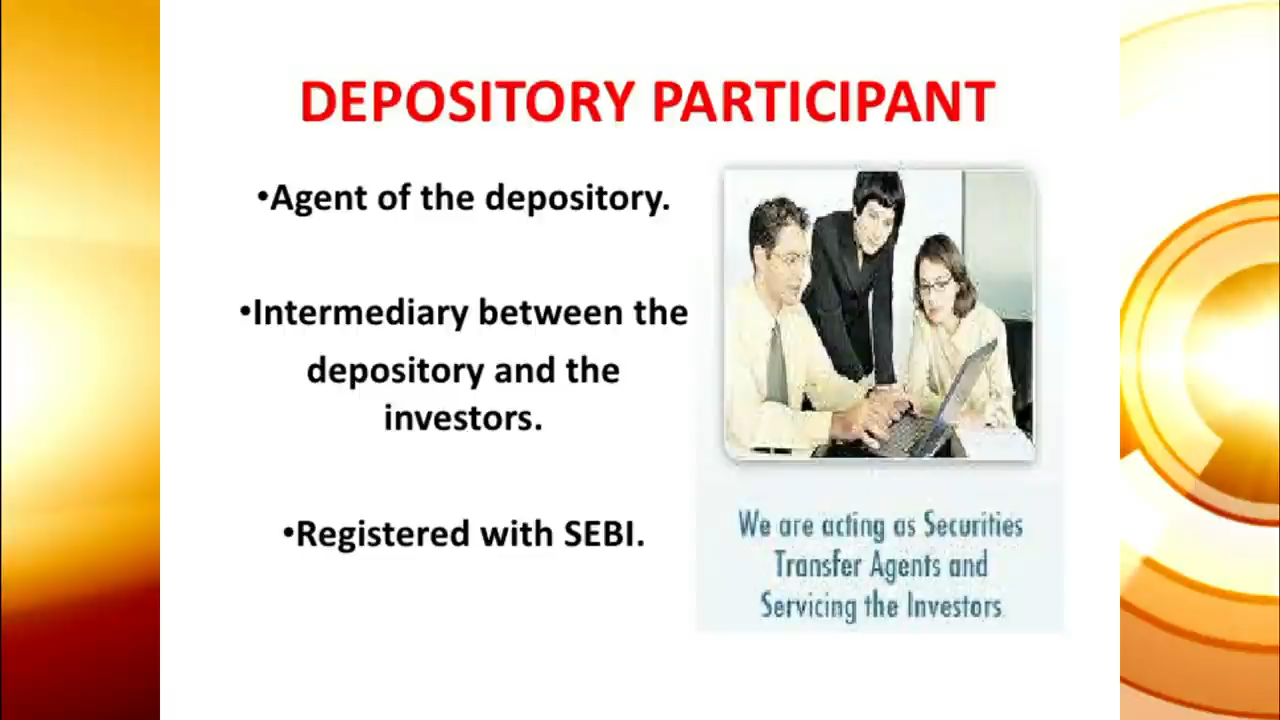 DEPOSITORY PARTICIPANT
•Agent of the depository.
•Intermediary between the
depository and the
investors.
•Registered with SEBI.
We are acting as Securities
Transfer Agents and
Servicing the Investors